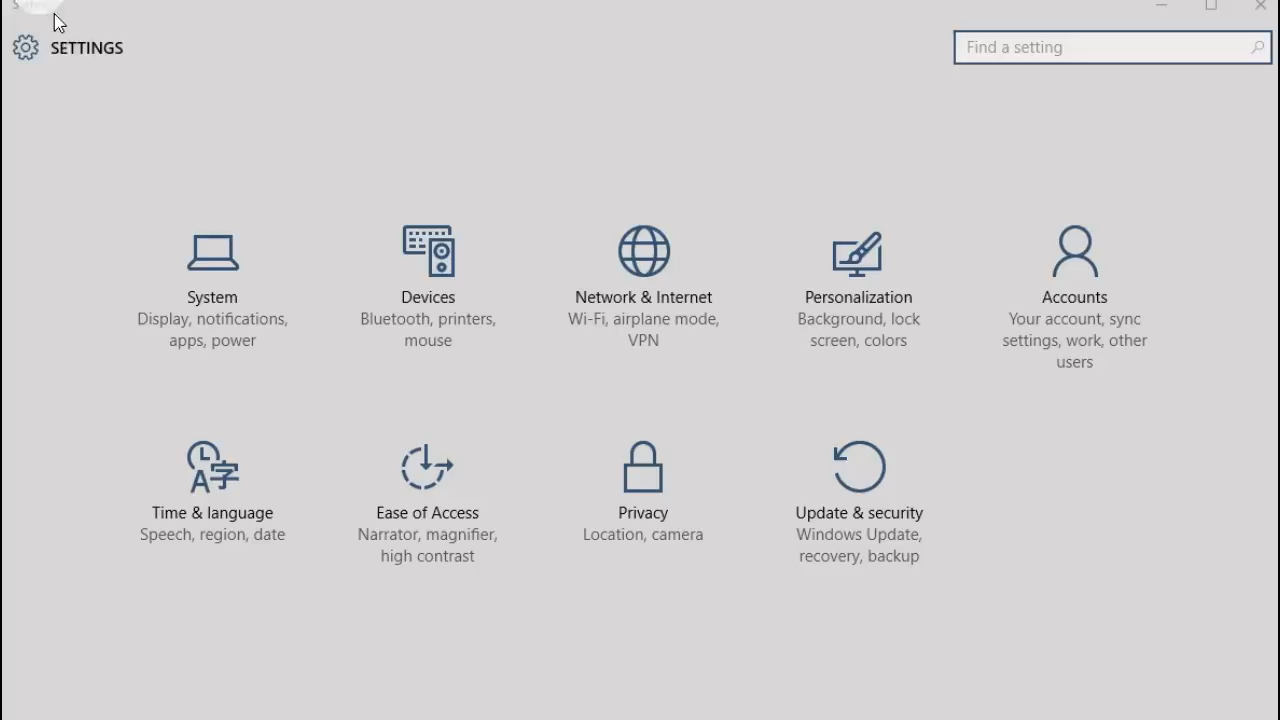 SETTINGS
Find a setting
System
Display, notifications,
apps, power
Devices
Bluetooth, printers,
mouse
Network & Internet
Wi-Fi, airplane mode,
VPN
Personalization
Background, lock
screen, colors
Accounts
Your account, sync
settings, work, other
users
Time & language
Speech, region, date
Ease of Access
Narrator, magnifier,
high contrast
Privacy
Location, camera
Update & security
Windows Update,
recovery, backup